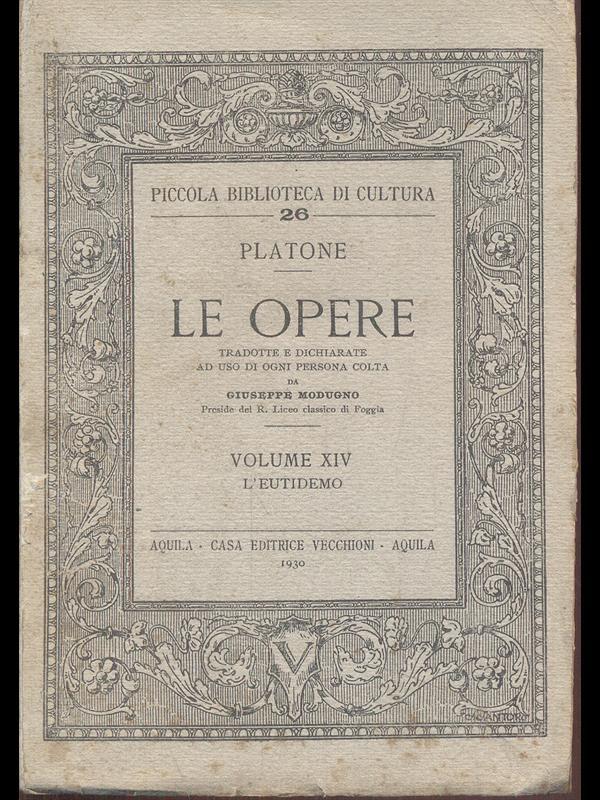 PICCOLA BIBLIOTECA DI CULTURA
26
PLATONE
LE OPERE
TRADOTTE E DICHIARATE
AD USO DI OGNI PERSONA COLTA
DA
GIUSEPPE MODUGNO
Preside del R. Liceo classico di Foggia
VOLUME XIV
L'EUTIDEMO
AQUILA - CASA EDITRICE VECCHIONI - AQUILA
1930
V